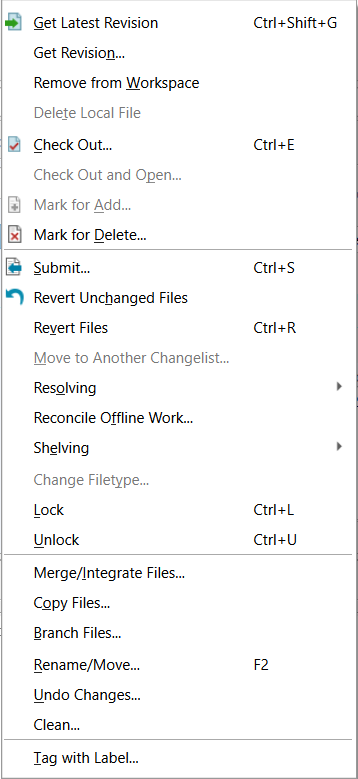 Get Latest Revision Ctrl+Shift+G
Get Revision...
Remove from Workspace
Delete Local File
Check Out... Ctrl+E
Check Out and Open...
Mark for Add...
Mark for Delete...
Submit... Ctrl+S
Revert Unchanged Files
Revert Files Ctrl+R
Move to Another Changelist...
Resolving
Reconcile Offline Work...
Shelving
Change Filetype...
Lock Ctrl+L
Unlock Ctrl+U
Merge/Integrate Files...
Copy Files...
Branch Files...
Rename/Move... F2
Undo Changes...
Clean...
Tag with Label...